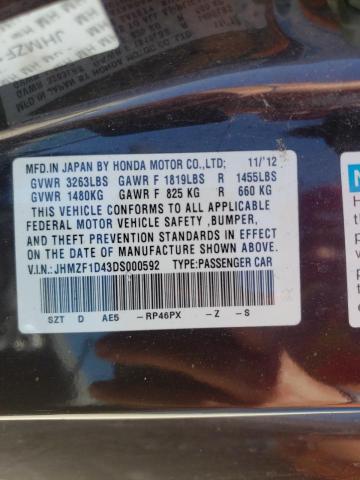 MFD.IN JAPAN BY HONDA MOTOR CO.,LTD; 11/'12
GVWR 3263LBS GAWR F 1819LBS R 1455LBS
GVWR 1480KG GAWR F 825 KG R 660 KG
THIS VEHICLE CONFORMS TO ALL APPLICABLE
FEDERAL MOTOR VEHICLE SAFETY ,BUMPER,
AND THEFT PREVENTION STANDARDS IN EFFECT
ON THE DATE OF MANUFACTURE SHOWN ABOVE.
V.I.N: JHMZF1D43DS000592 TYPE:PASSENGER CAR
SZT D AE5 -RP46PX -Z -S